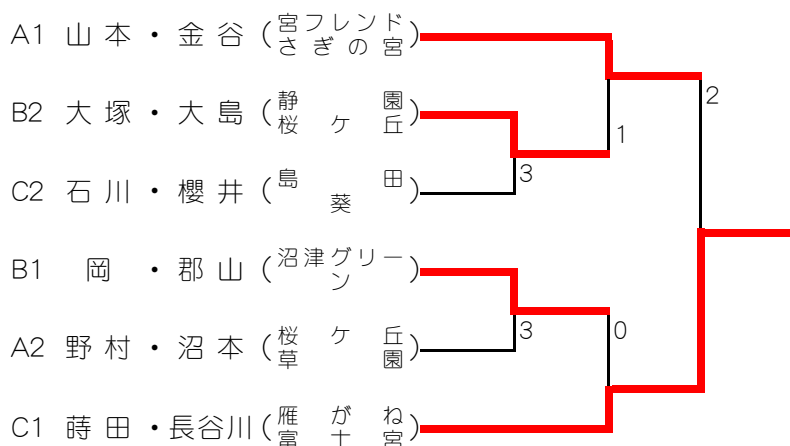 A1 山本・金谷(宮フレンド
さぎの宮)
2
B2 大塚・大島(静園
桜ケ丘)
1
3
C2 石川・櫻井(島田
葵)
B1 岡・郡山(沼津グリー
ン)
3
0
A2 野村・沼本(桜ケ丘
草園)
C1 蒔田・長谷川(雁がね
富士宮)